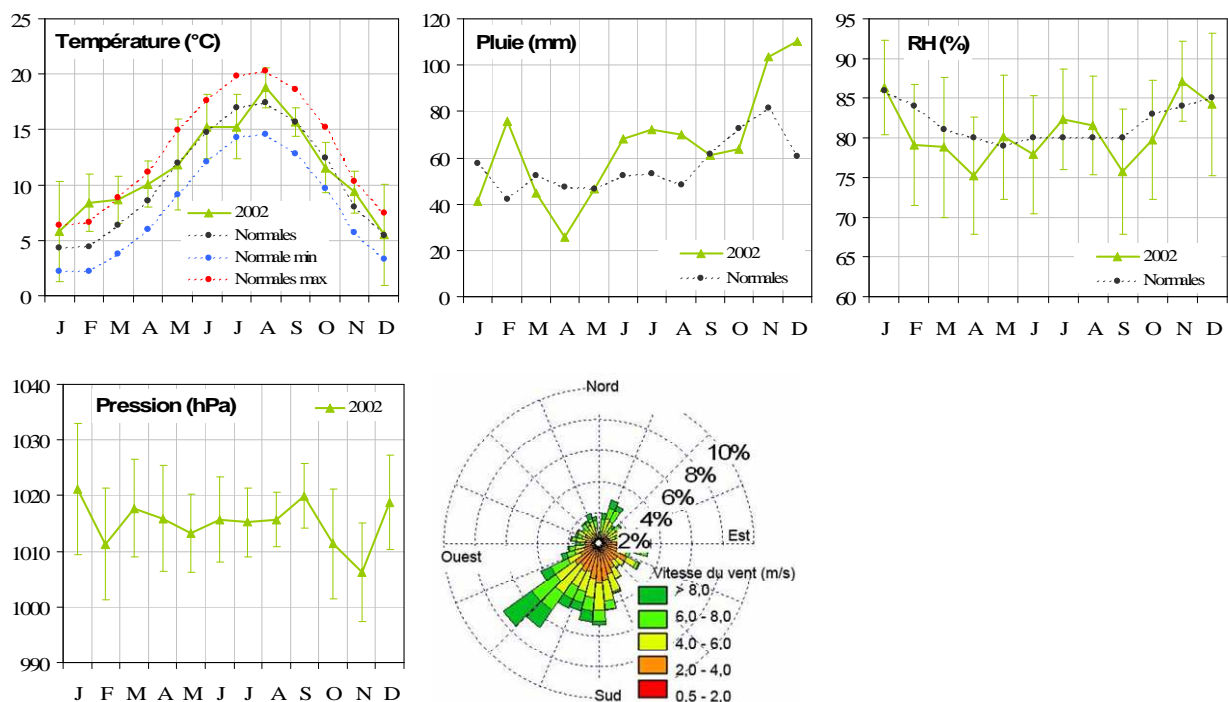 Température (°C)
25
20
15
10
5
0
2002
Normales
Normale min
Normales max
J F M A M J J A S O N D
Pluie (mm)
120
100
80
60
40
20
0
2002
Normales
J F M A M J J A S O N D
RH (%)
95
90
85
80
75
70
65
60
2002
Normales
J F M A M J J A S O N D
Pression (hPa)
2002
1040
1030
1020
1010
1000
990
J F M A M J J A S O N D
Nord
10%
8%
6%
4%
2%
Est
Ouest
Sud
Vitesse du vent (m/s)
> 8,0
6,0 - 8,0
4,0 - 6,0
2,0 - 4,0
0,5 - 2,0